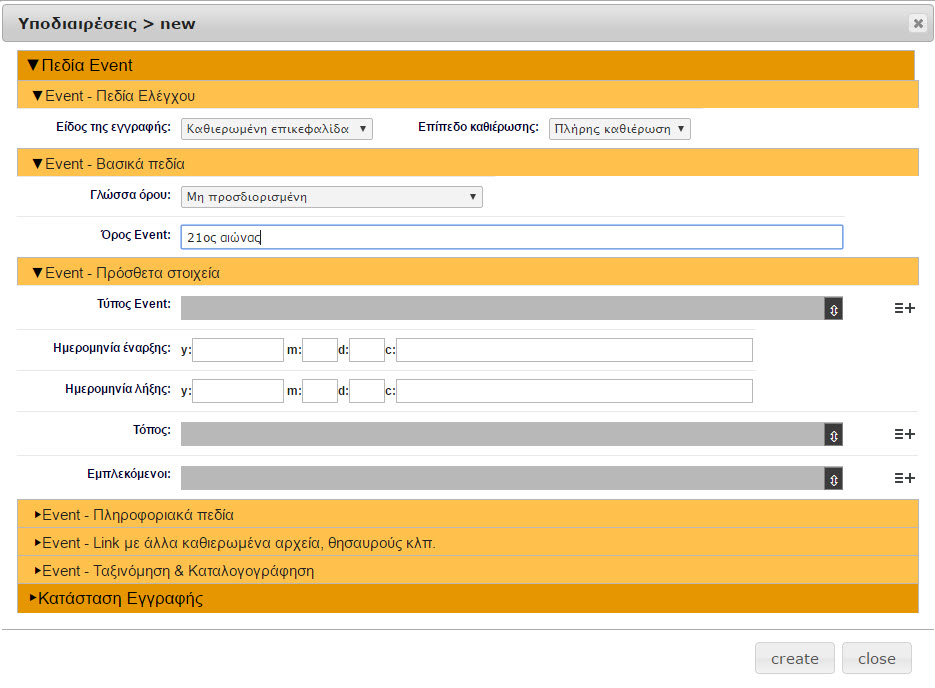 Υποδιαιρέσεις > new
▼Πεδία Event
▼Event - Πεδία Ελέγχου
Είδος της εγγραφής: Καθιερωμένη επικεφαλίδα ▼ Επίπεδο καθιέρωσης: Πλήρης καθιέρωση ▼
▼Event - Βασικά πεδία
Γλώσσα όρου: Μη προσδιορισμένη ▼
Όρος Event: 21ος αιώνας
▼Event - Πρόσθετα στοιχεία
Τύπος Event:
Ημερομηνία έναρξης: y: m: d: c:
Ημερομηνία λήξης: y: m: d: c:
Τόπος:
Εμπλεκόμενοι:
▸Event - Πληροφοριακά πεδία
▸Event - Link με άλλα καθιερωμένα αρχεία, θησαυρούς κλπ.
▸Event - Ταξινόμηση & Καταλογογράφηση
▸Κατάσταση Εγγραφής
create close